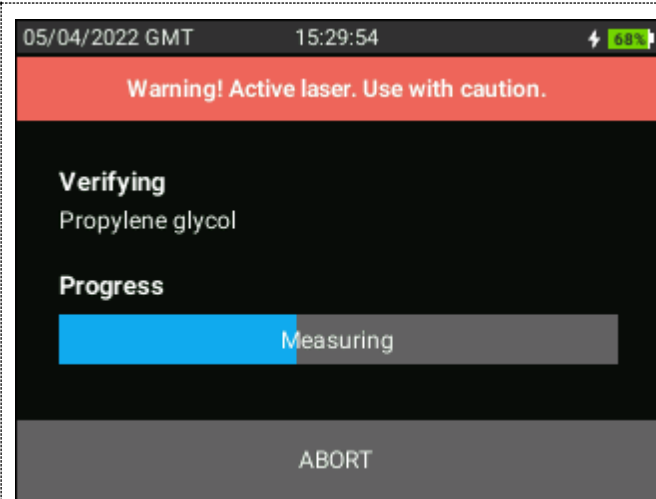 05/04/2022 GMT 15:29:54 68%
Warning! Active laser. Use with caution.
Verifying
Propylene glycol
Progress
Measuring
ABORT